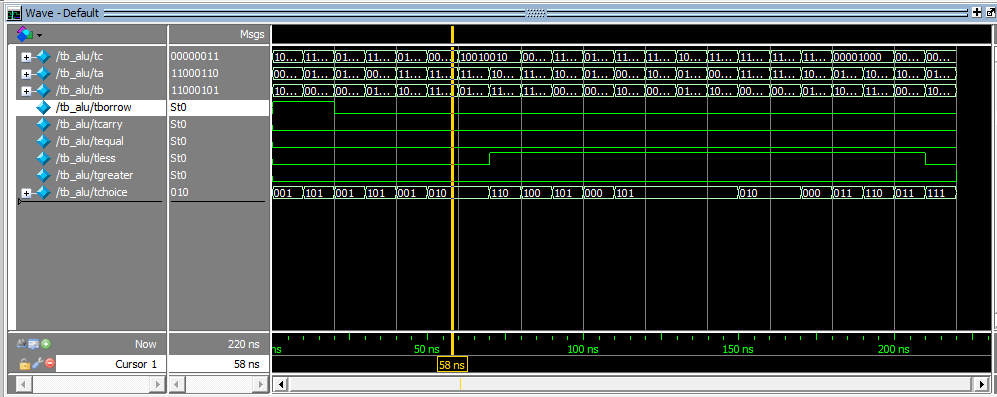 Wave - Default
Msgs
/tb_alu/tc 00000011 10... 11... 01... 11... 01... 00... 10010010 00... 11... 01... 01... 11... 11... 10... 11... 11... 11... 00001000 00... 00...
/tb_alu/ta 11000110 00... 01... 01... 00... 11... 11... 11... 10... 11... 10... 01... 00... 10... 01... 00... 11... 11... 11... 10... 01... 10... 01...
/tb_alu/tb 11000101 10... 00... 00... 01... 10... 11... 01... 11... 11... 00... 00... 10... 00... 01... 10... 00... 01... 11... 00... 11... 00... 10...
/tb_alu/tborrow St0
/tb_alu/tcarry St0
/tb_alu/tequal St0
/tb_alu/tless St0
/tb_alu/tgreater St0
/tb_alu/tchoice 010 001 101 001 101 001 010 110 100 101 000 101 010 000 011 110 011 111
Now 220 ns ns 50 ns 100 ns 150 ns 200 ns
Cursor 1 58 ns 58 ns